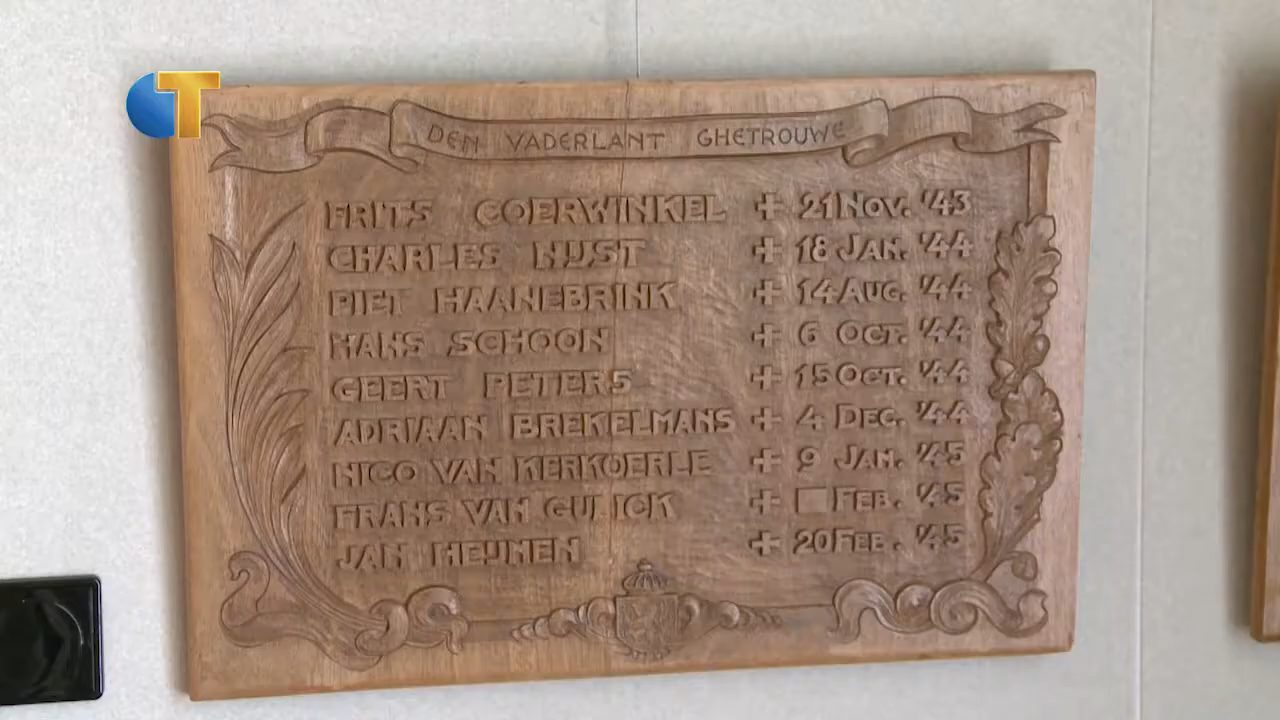 CT
DEN VADERLANT GHETROUWE
FRITS COERWINKEL + 21 NOV. '43
CHARLES NIJST + 18 JAN. '44
PIET HAANEBRINK + 14 AUG. '44
HANS SCHOON + 6 OCT. '44
GEERT PETERS + 15 OCT. '44
ADRIAAN BREKELMANS + 4 DEC. '44
NICO VAN KERKOERLE + 9 JAN. '45
FRANS VAN GULICK + FEB. '45
JAN HEIJNEN + 20 FEB. '45